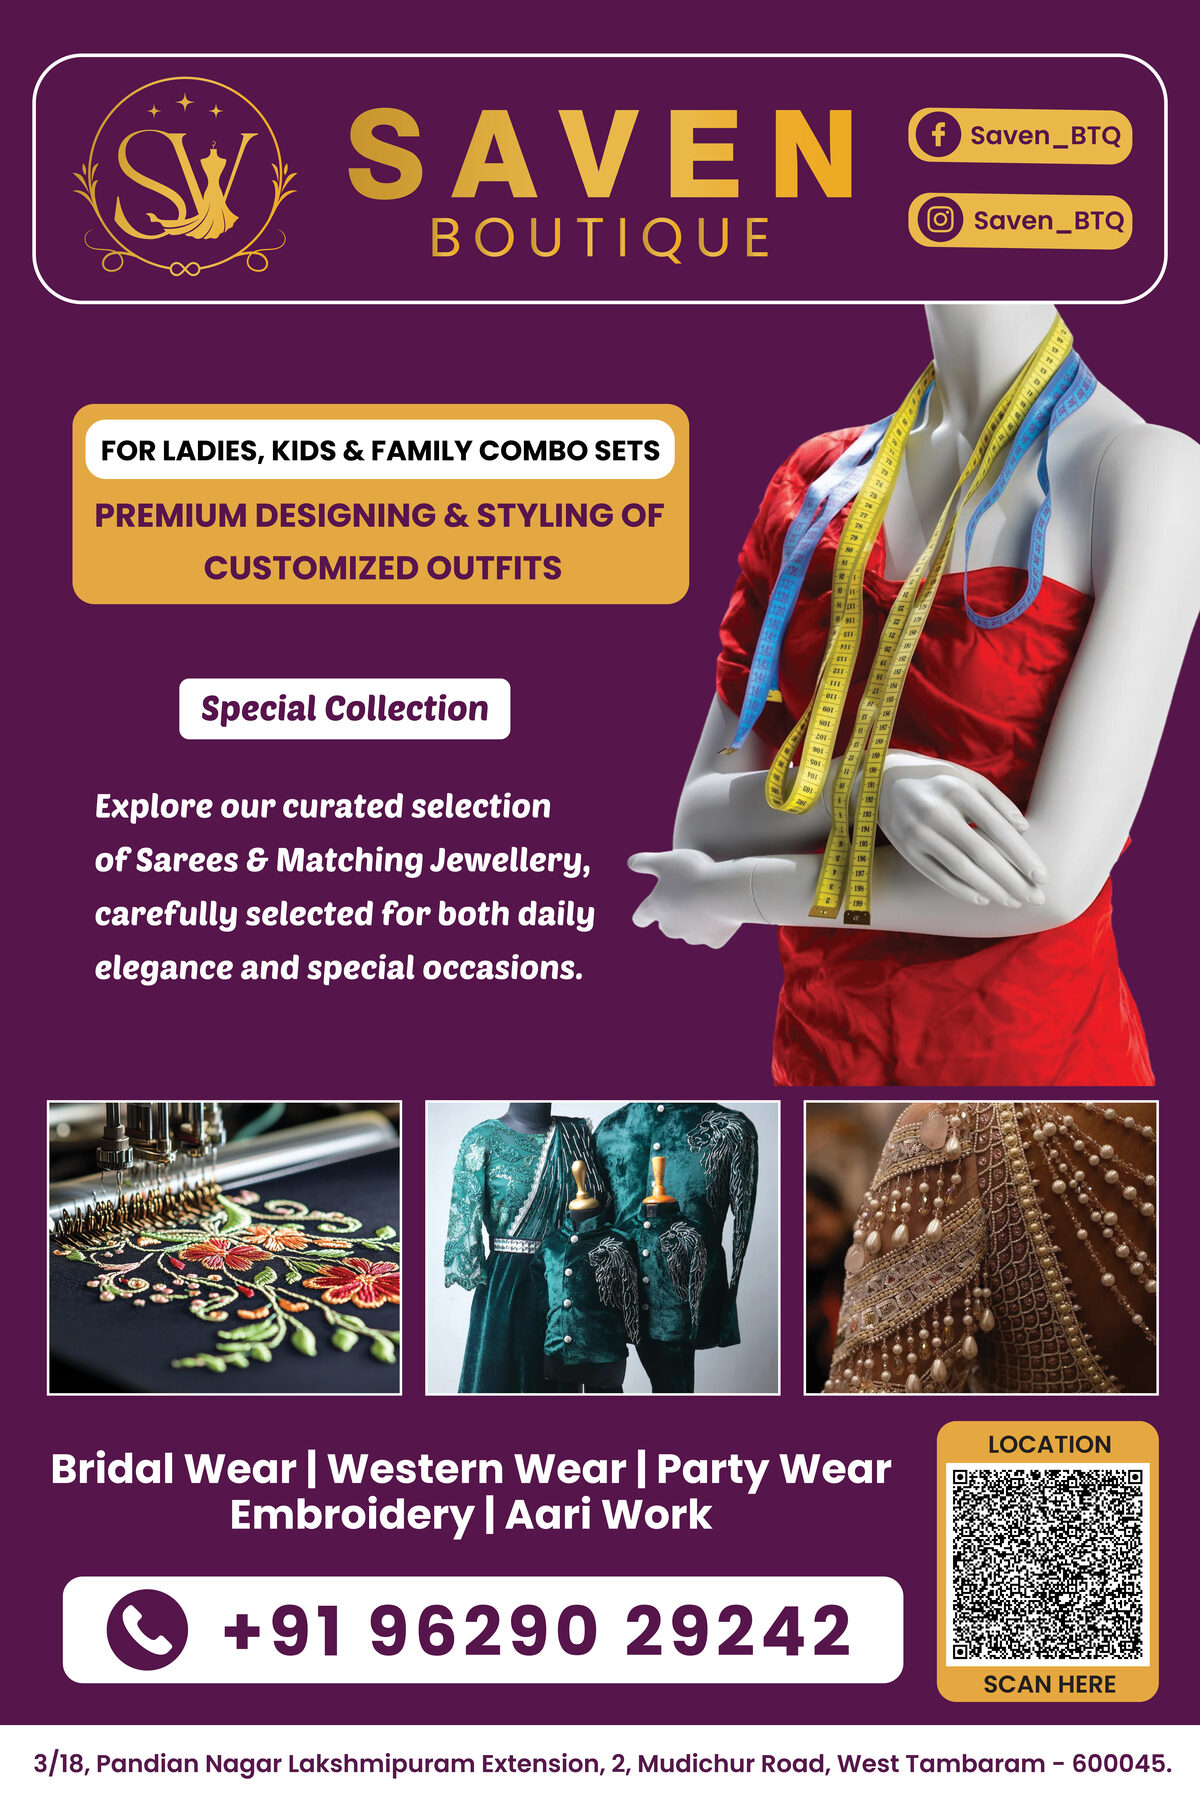 SV
SAVEN
BOUTIQUE
Saven_BTQ
Saven_BTQ
FOR LADIES, KIDS & FAMILY COMBO SETS
PREMIUM DESIGNING & STYLING OF
CUSTOMIZED OUTFITS
Special Collection
Explore our curated selection
of Sarees & Matching Jewellery,
carefully selected for both daily
elegance and special occasions.
Bridal Wear | Western Wear | Party Wear
Embroidery | Aari Work
+91 96290 29242
LOCATION
SCAN HERE
3/18, Pandian Nagar Lakshmipuram Extension, 2, Mudichur Road, West Tambaram - 600045.